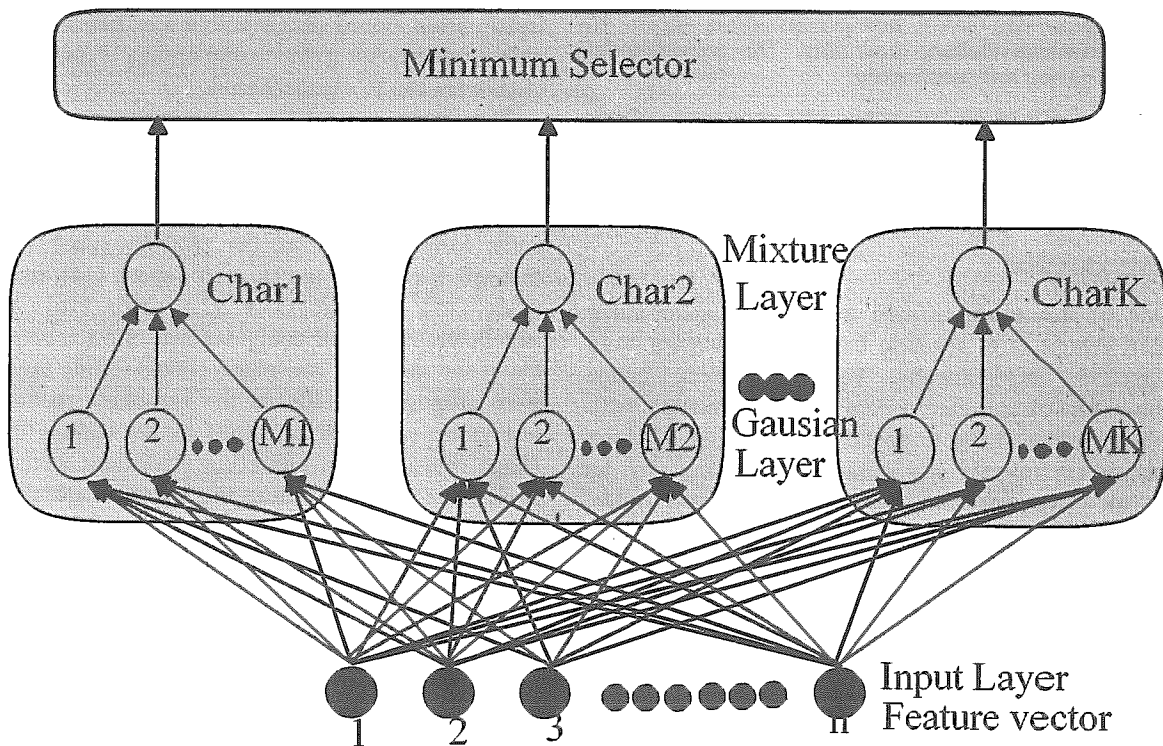 Minimum Selector
Char1
Char2
Mixture
Layer
CharK
1 2 M1
1 2 M2
Gausian
Layer
1 2 MK
Input Layer
Feature vector
1 2 3 n